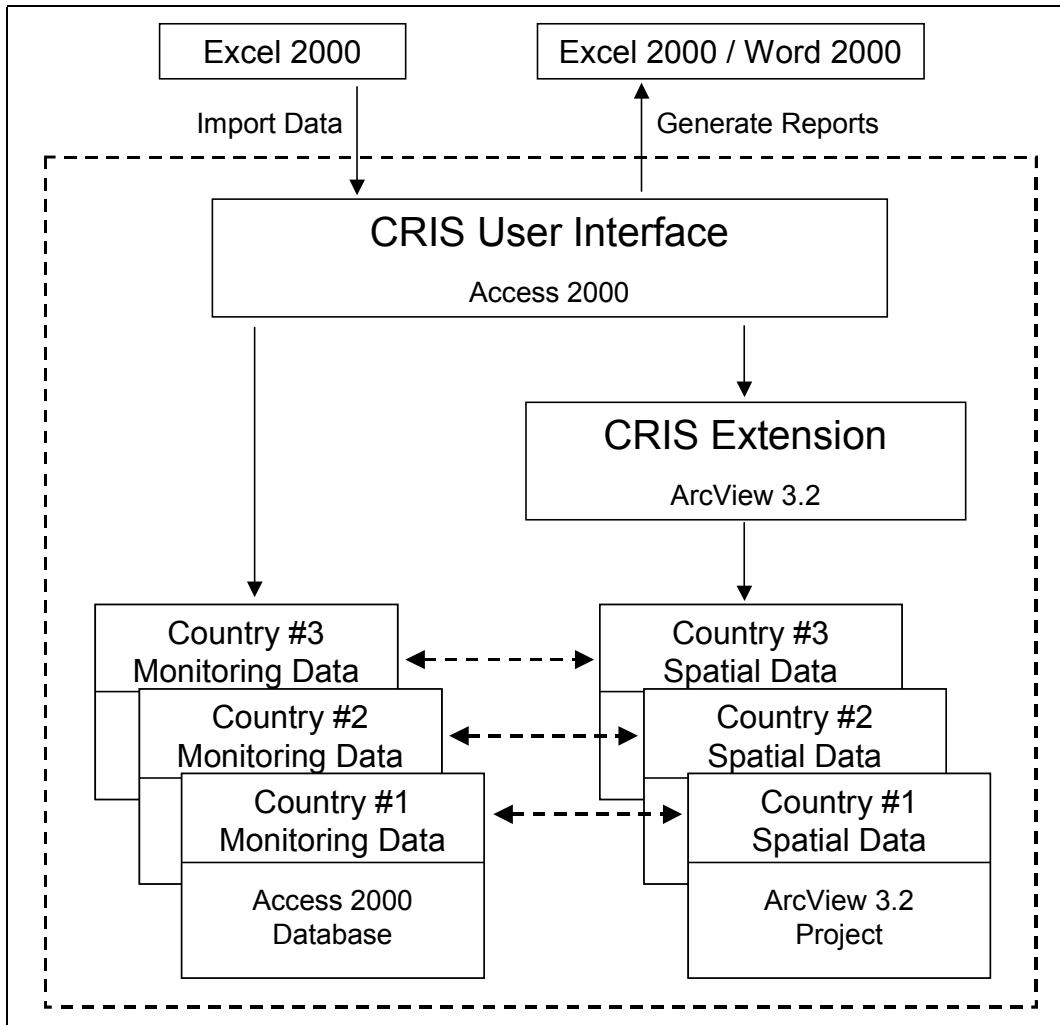 Excel 2000
Excel 2000 / Word 2000
Import Data
Generate Reports
CRIS User Interface
Access 2000
CRIS Extension
ArcView 3.2
Country #3
Monitoring Data
Country #3
Spatial Data
Country #2
Monitoring Data
Country #2
Spatial Data
Country #1
Monitoring Data
Country #1
Spatial Data
Access 2000
Database
ArcView 3.2
Project